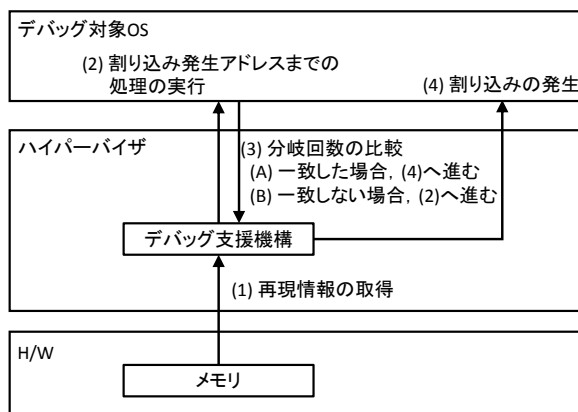 デバッグ対象OS
(2) 割り込み発生アドレスまでの
処理の実行
(4) 割り込みの発生
ハイパーバイザ
(3) 分岐回数の比較
(A) 一致した場合, (4)へ進む
(B) 一致しない場合, (2)へ進む
デバッグ支援機構
(1) 再現情報の取得
H/W
メモリ